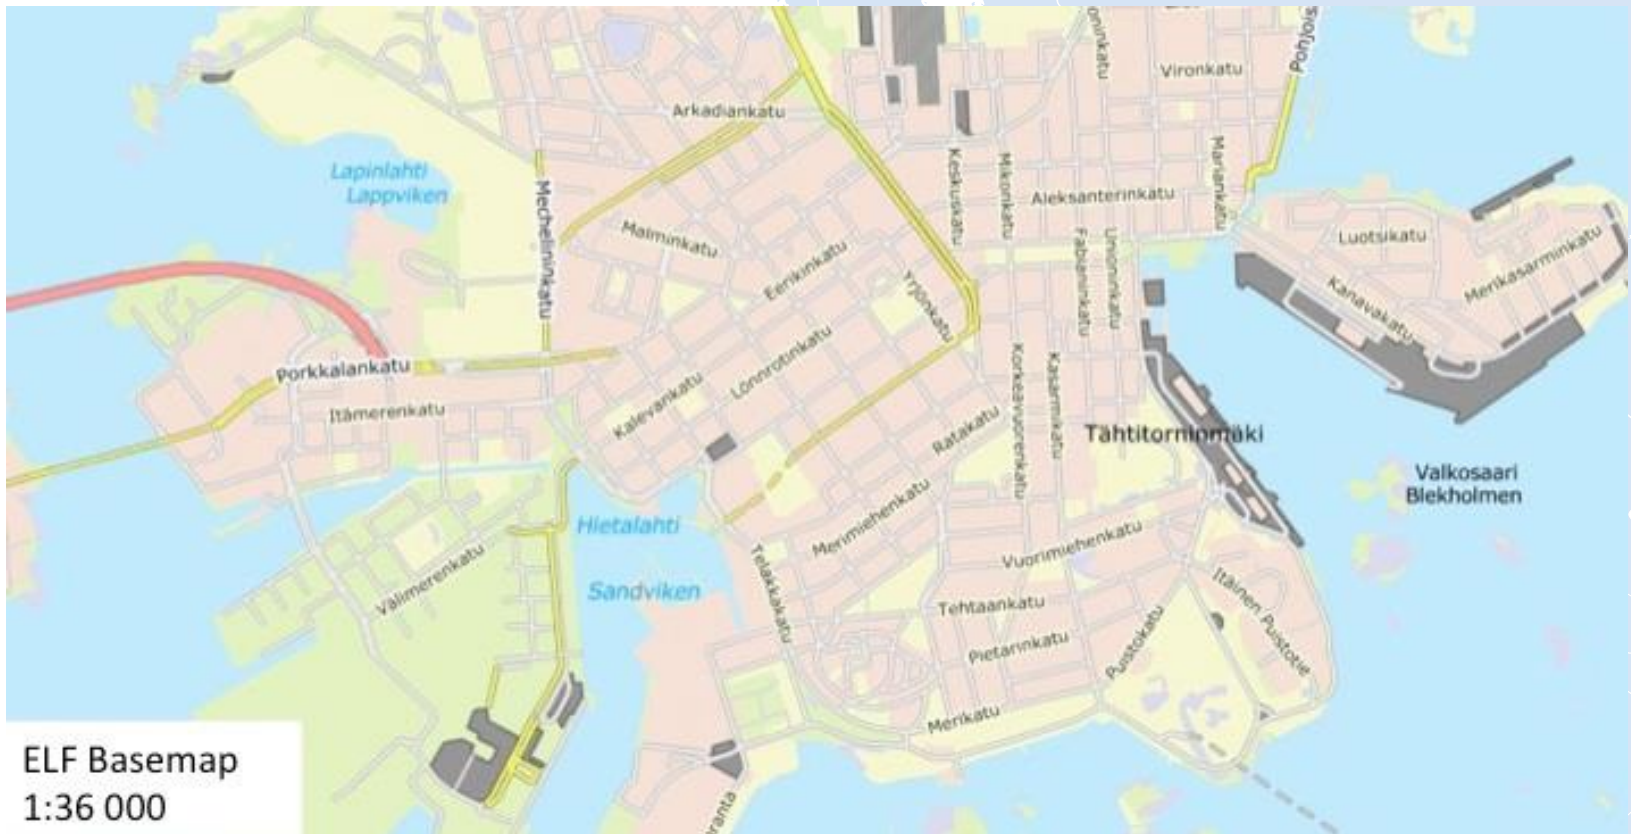 Vironkatu
Arkadiankatu
Lapinlahti
Lappviken
Mechelininkatu
Keskuskatu
Mikonkatu
Aleksanterinkatu
Mariankatu
Malminkatu
Eerikinkatu
Yrjönkatu
Fabianinkatu
Unioninkatu
Luotsikatu
Kanavakatu
Merikasarminkatu
Porkkalankatu
Itämerenkatu
Kalevankatu
Lönnrotinkatu
Ratakatu
Korkeavuorenkatu
Kasarmikatu
Tähtitorninmäki
Valkosaari
Blekholmen
Hietalahti
Sandviken
Merimiehenkatu
Vuorimiehenkatu
Välimerenkatu
Telakkakatu
Tehtaankatu
Pietarinkatu
Puistokatu
Itäinen Puistotie
Merikatu
ELF Basemap
1:36 000